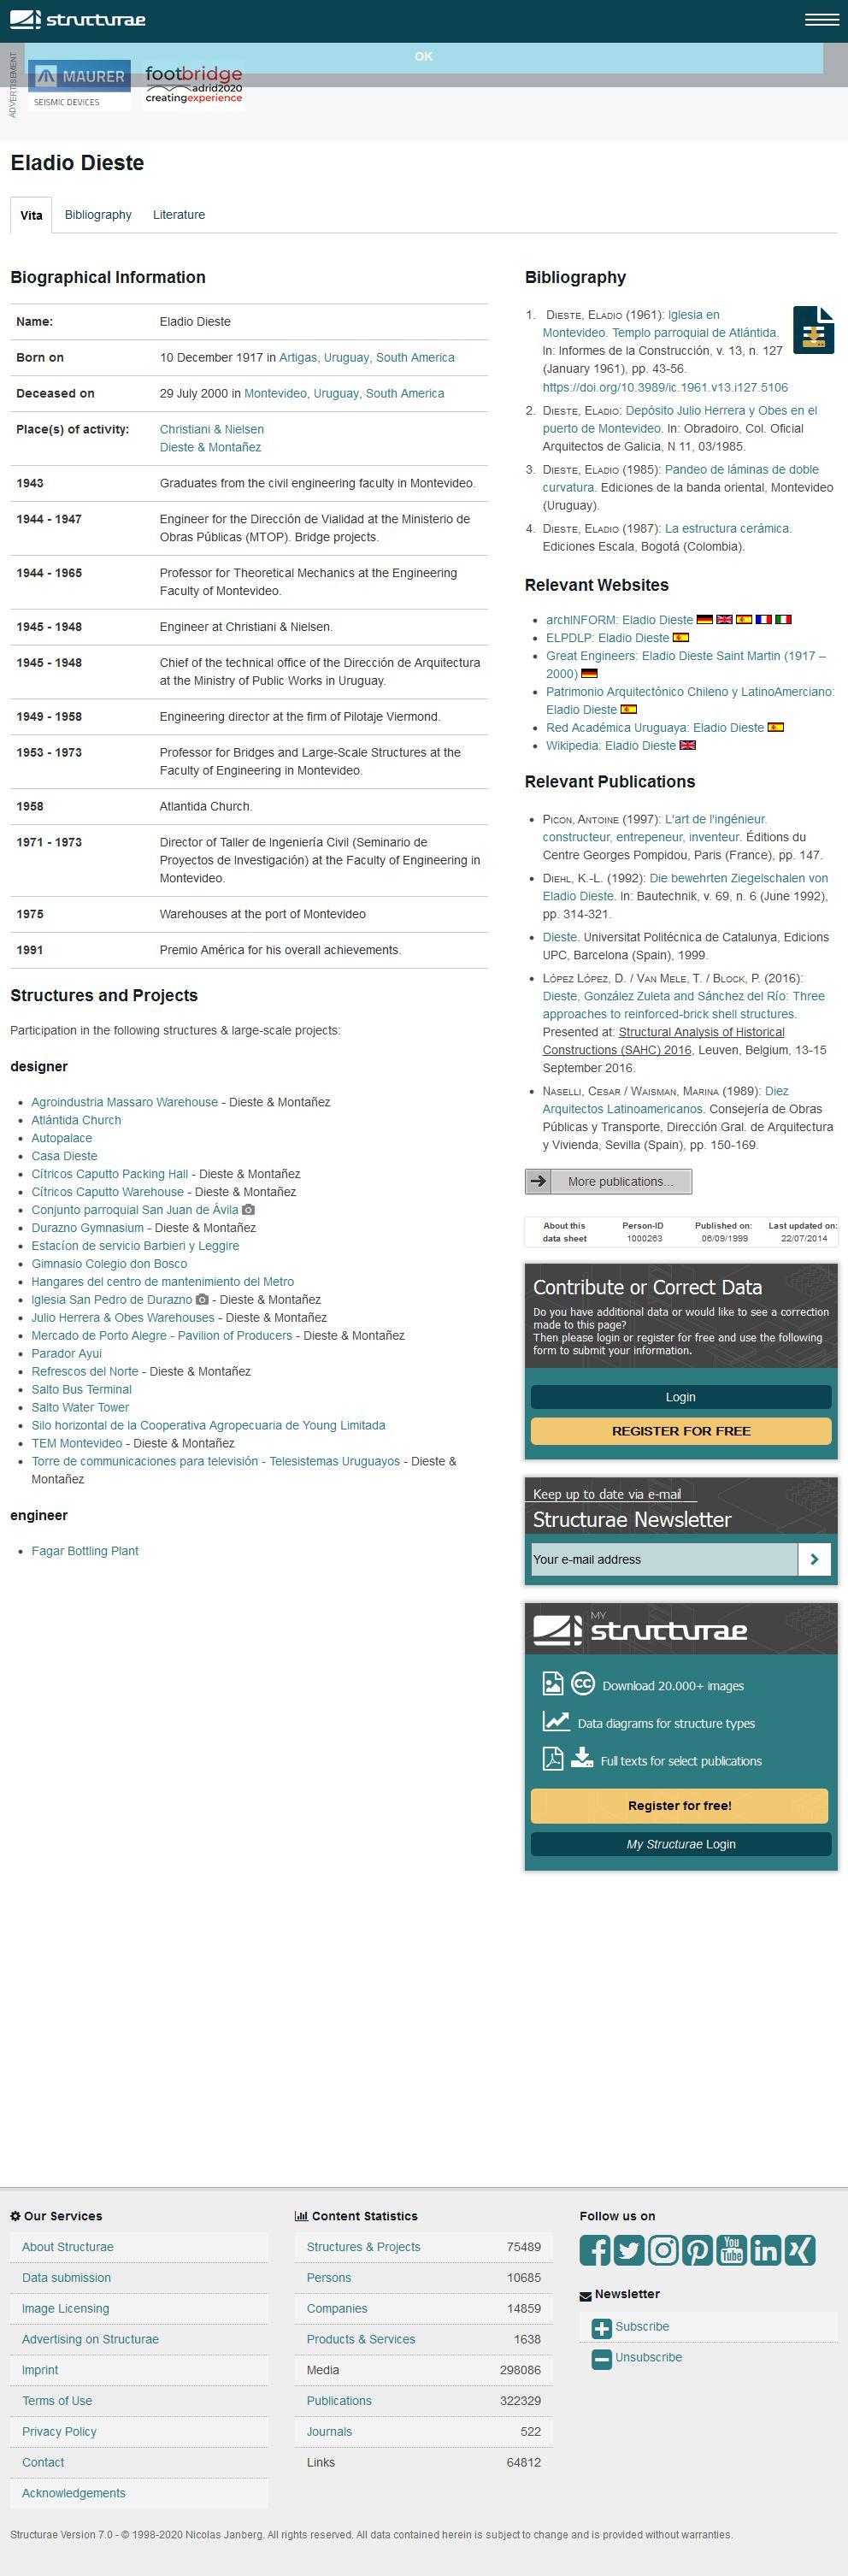 structurae
OK
ADVERTISEMENT
MAURER
SEISMIC DEVICES
footbridge
adrid2020
creatingexperience
Eladio Dieste
Vita
Bibliography
Literature
Biographical Information
Name: Eladio Dieste
Born on 10 December 1917 in Artigas, Uruguay, South America
Deceased on 29 July 2000 in Montevideo, Uruguay, South America
Place(s) of activity: Christiani & Nielsen
Dieste & Montañez
1943 Graduates from the civil engineering faculty in Montevideo.
1944 - 1947 Engineer for the Dirección de Vialidad at the Ministerio de
Obras Públicas (MTOP). Bridge projects.
1944 - 1965 Professor for Theoretical Mechanics at the Engineering
Faculty of Montevideo.
1945 - 1948 Engineer at Christiani & Nielsen.
1945 - 1948 Chief of the technical office of the Dirección de Arquitectura
at the Ministry of Public Works in Uruguay.
1949 - 1958 Engineering director at the firm of Pilotaje Viermond.
1953 - 1973 Professor for Bridges and Large-Scale Structures at the
Faculty of Engineering in Montevideo.
1958 Atlantida Church.
1971 - 1973 Director of Taller de Ingeniería Civil (Seminario de
Proyectos de Investigación) at the Faculty of Engineering in
Montevideo.
1975 Warehouses at the port of Montevideo
1991 Premio América for his overall achievements.
Structures and Projects
Participation in the following structures & large-scale projects:
designer
Agroindustria Massaro Warehouse - Dieste & Montañez
Atlántida Church
Autopalace
Casa Dieste
Cítricos Caputto Packing Hall - Dieste & Montañez
Cítricos Caputto Warehouse - Dieste & Montañez
Conjunto parroquial San Juan de Ávila
Durazno Gymnasium - Dieste & Montañez
Estacíon de servicio Barbieri y Leggire
Gimnasio Colegio don Bosco
Hangares del centro de mantenimiento del Metro
Iglesia San Pedro de Durazno - Dieste & Montañez
Julio Herrera & Obes Warehouses - Dieste & Montañez
Mercado de Porto Alegre - Pavilion of Producers - Dieste & Montañez
Parador Ayui
Refrescos del Norte - Dieste & Montañez
Salto Bus Terminal
Salto Water Tower
Silo horizontal de la Cooperativa Agropecuaria de Young Limitada
TEM Montevideo - Dieste & Montañez
Torre de communicaciones para televisión - Telesistemas Uruguayos - Dieste &
Montañez
engineer
Fagar Bottling Plant
Bibliography
1. Dieste, Eladio (1961): Iglesia en
Montevideo. Templo parroquial de Atlántida.
In: Informes de la Construcción, v. 13, n. 127
(January 1961), pp. 43-56.
https://doi.org/10.3989/ic.1961.v13.i127.5106
2. Dieste, Eladio: Depósito Julio Herrera y Obes en el
puerto de Montevideo. In: Obradoiro, Col. Oficial
Arquitectos de Galicia, N 11, 03/1985.
3. Dieste, Eladio (1985): Pandeo de láminas de doble
curvatura. Ediciones de la banda oriental, Montevideo
(Uruguay).
4. Dieste, Eladio (1987): La estructura cerámica.
Ediciones Escala, Bogotá (Colombia).
Relevant Websites
archINFORM: Eladio Dieste
ELPDLP: Eladio Dieste
Great Engineers: Eladio Dieste Saint Martin (1917 –
2000)
Patrimonio Arquitectónico Chileno y LatinoAmerciano:
Eladio Dieste
Red Académica Uruguaya: Eladio Dieste
Wikipedia: Eladio Dieste
Relevant Publications
Picon, Antoine (1997): L'art de l'ingénieur.
constructeur, entrepeneur, inventeur. Éditions du
Centre Georges Pompidou, Paris (France), pp. 147.
Diehl, K.-L. (1992): Die bewehrten Ziegelschalen von
Eladio Dieste. In: Bautechnik, v. 69, n. 6 (June 1992),
pp. 314-321.
Dieste. Universitat Politécnica de Catalunya, Edicions
UPC, Barcelona (Spain), 1999.
López López, D. / Van Mele, T. / Block, P. (2016):
Dieste, González Zuleta and Sánchez del Río: Three
approaches to reinforced-brick shell structures.
Presented at: Structural Analysis of Historical
Constructions (SAHC) 2016, Leuven, Belgium, 13-15
September 2016.
Naselli, Cesar / Waisman, Marina (1989): Diez
Arquitectos Latinoamericanos. Consejería de Obras
Públicas y Transporte, Dirección Gral. de Arquitectura
y Vivienda, Sevilla (Spain), pp. 150-169.
More publications...
About this Person-ID Published on: Last updated on:
data sheet 1000263 06/09/1999 22/07/2014
Contribute or Correct Data
Do you have additional data or would like to see a correction
made to this page?
Then please login or register for free and use the following
form to submit your information.
Login
REGISTER FOR FREE
Keep up to date via e-mail
Structurae Newsletter
Your e-mail address
MY
structurae
CC Download 20.000+ images
Data diagrams for structure types
Full texts for select publications
Register for free!
My Structurae Login
Our Services
About Structurae
Data submission
Image Licensing
Advertising on Structurae
Imprint
Terms of Use
Privacy Policy
Contact
Acknowledgements
Content Statistics
Structures & Projects 75489
Persons 10685
Companies 14859
Products & Services 1638
Media 298086
Publications 322329
Journals 522
Links 64812
Follow us on
You
Tube
Newsletter
Subscribe
Unsubscribe
Structurae Version 7.0 - © 1998-2020 Nicolas Janberg. All rights reserved. All data contained herein is subject to change and is provided without warranties.